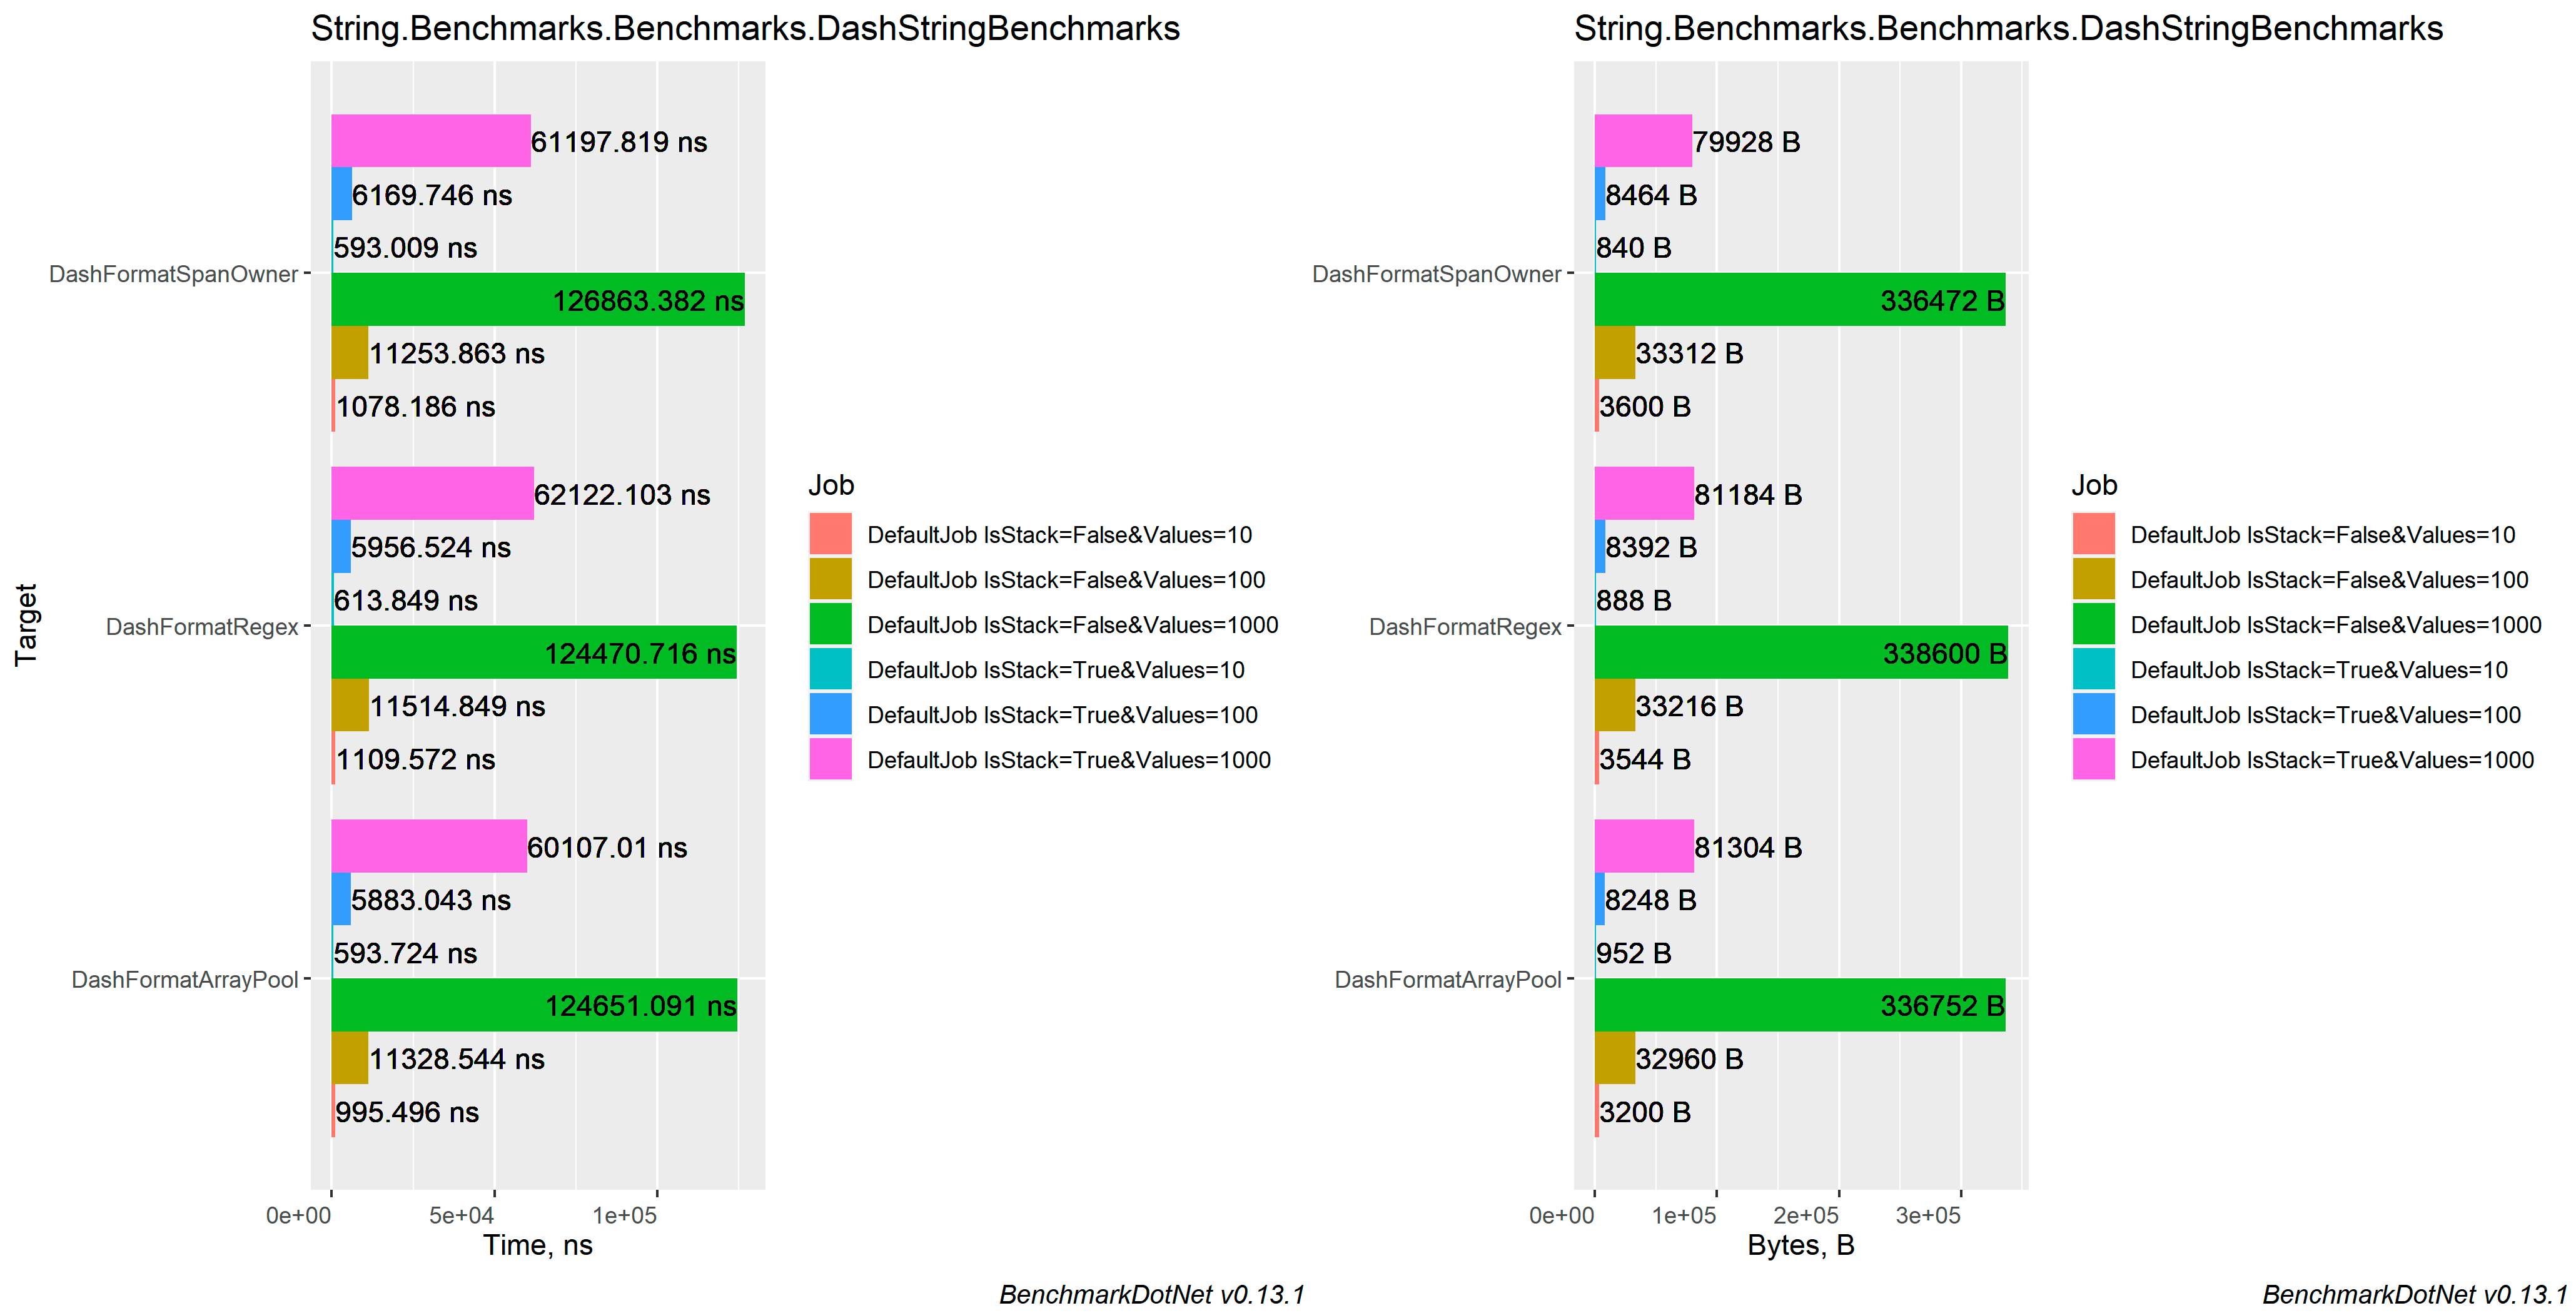 String.Benchmarks.Benchmarks.DashStringBenchmarks
61197.819 ns
6169.746 ns
593.009 ns
DashFormatSpanOwner
126863.382 ns
11253.863 ns
1078.186 ns
62122.103 ns
5956.524 ns
613.849 ns
DashFormatRegex
124470.716 ns
11514.849 ns
1109.572 ns
60107.01 ns
5883.043 ns
593.724 ns
DashFormatArrayPool
124651.091 ns
11328.544 ns
995.496 ns
Target
0e+00 5e+04 1e+05
Time, ns
Job
DefaultJob IsStack=False&Values=10
DefaultJob IsStack=False&Values=100
DefaultJob IsStack=False&Values=1000
DefaultJob IsStack=True&Values=10
DefaultJob IsStack=True&Values=100
DefaultJob IsStack=True&Values=1000
BenchmarkDotNet v0.13.1
String.Benchmarks.Benchmarks.DashStringBenchmarks
79928 B
8464 B
840 B
DashFormatSpanOwner
336472 B
33312 B
3600 B
81184 B
8392 B
888 B
DashFormatRegex
338600 B
33216 B
3544 B
81304 B
8248 B
952 B
DashFormatArrayPool
336752 B
32960 B
3200 B
0e+00 1e+05 2e+05 3e+05
Bytes, B
Job
DefaultJob IsStack=False&Values=10
DefaultJob IsStack=False&Values=100
DefaultJob IsStack=False&Values=1000
DefaultJob IsStack=True&Values=10
DefaultJob IsStack=True&Values=100
DefaultJob IsStack=True&Values=1000
BenchmarkDotNet v0.13.1